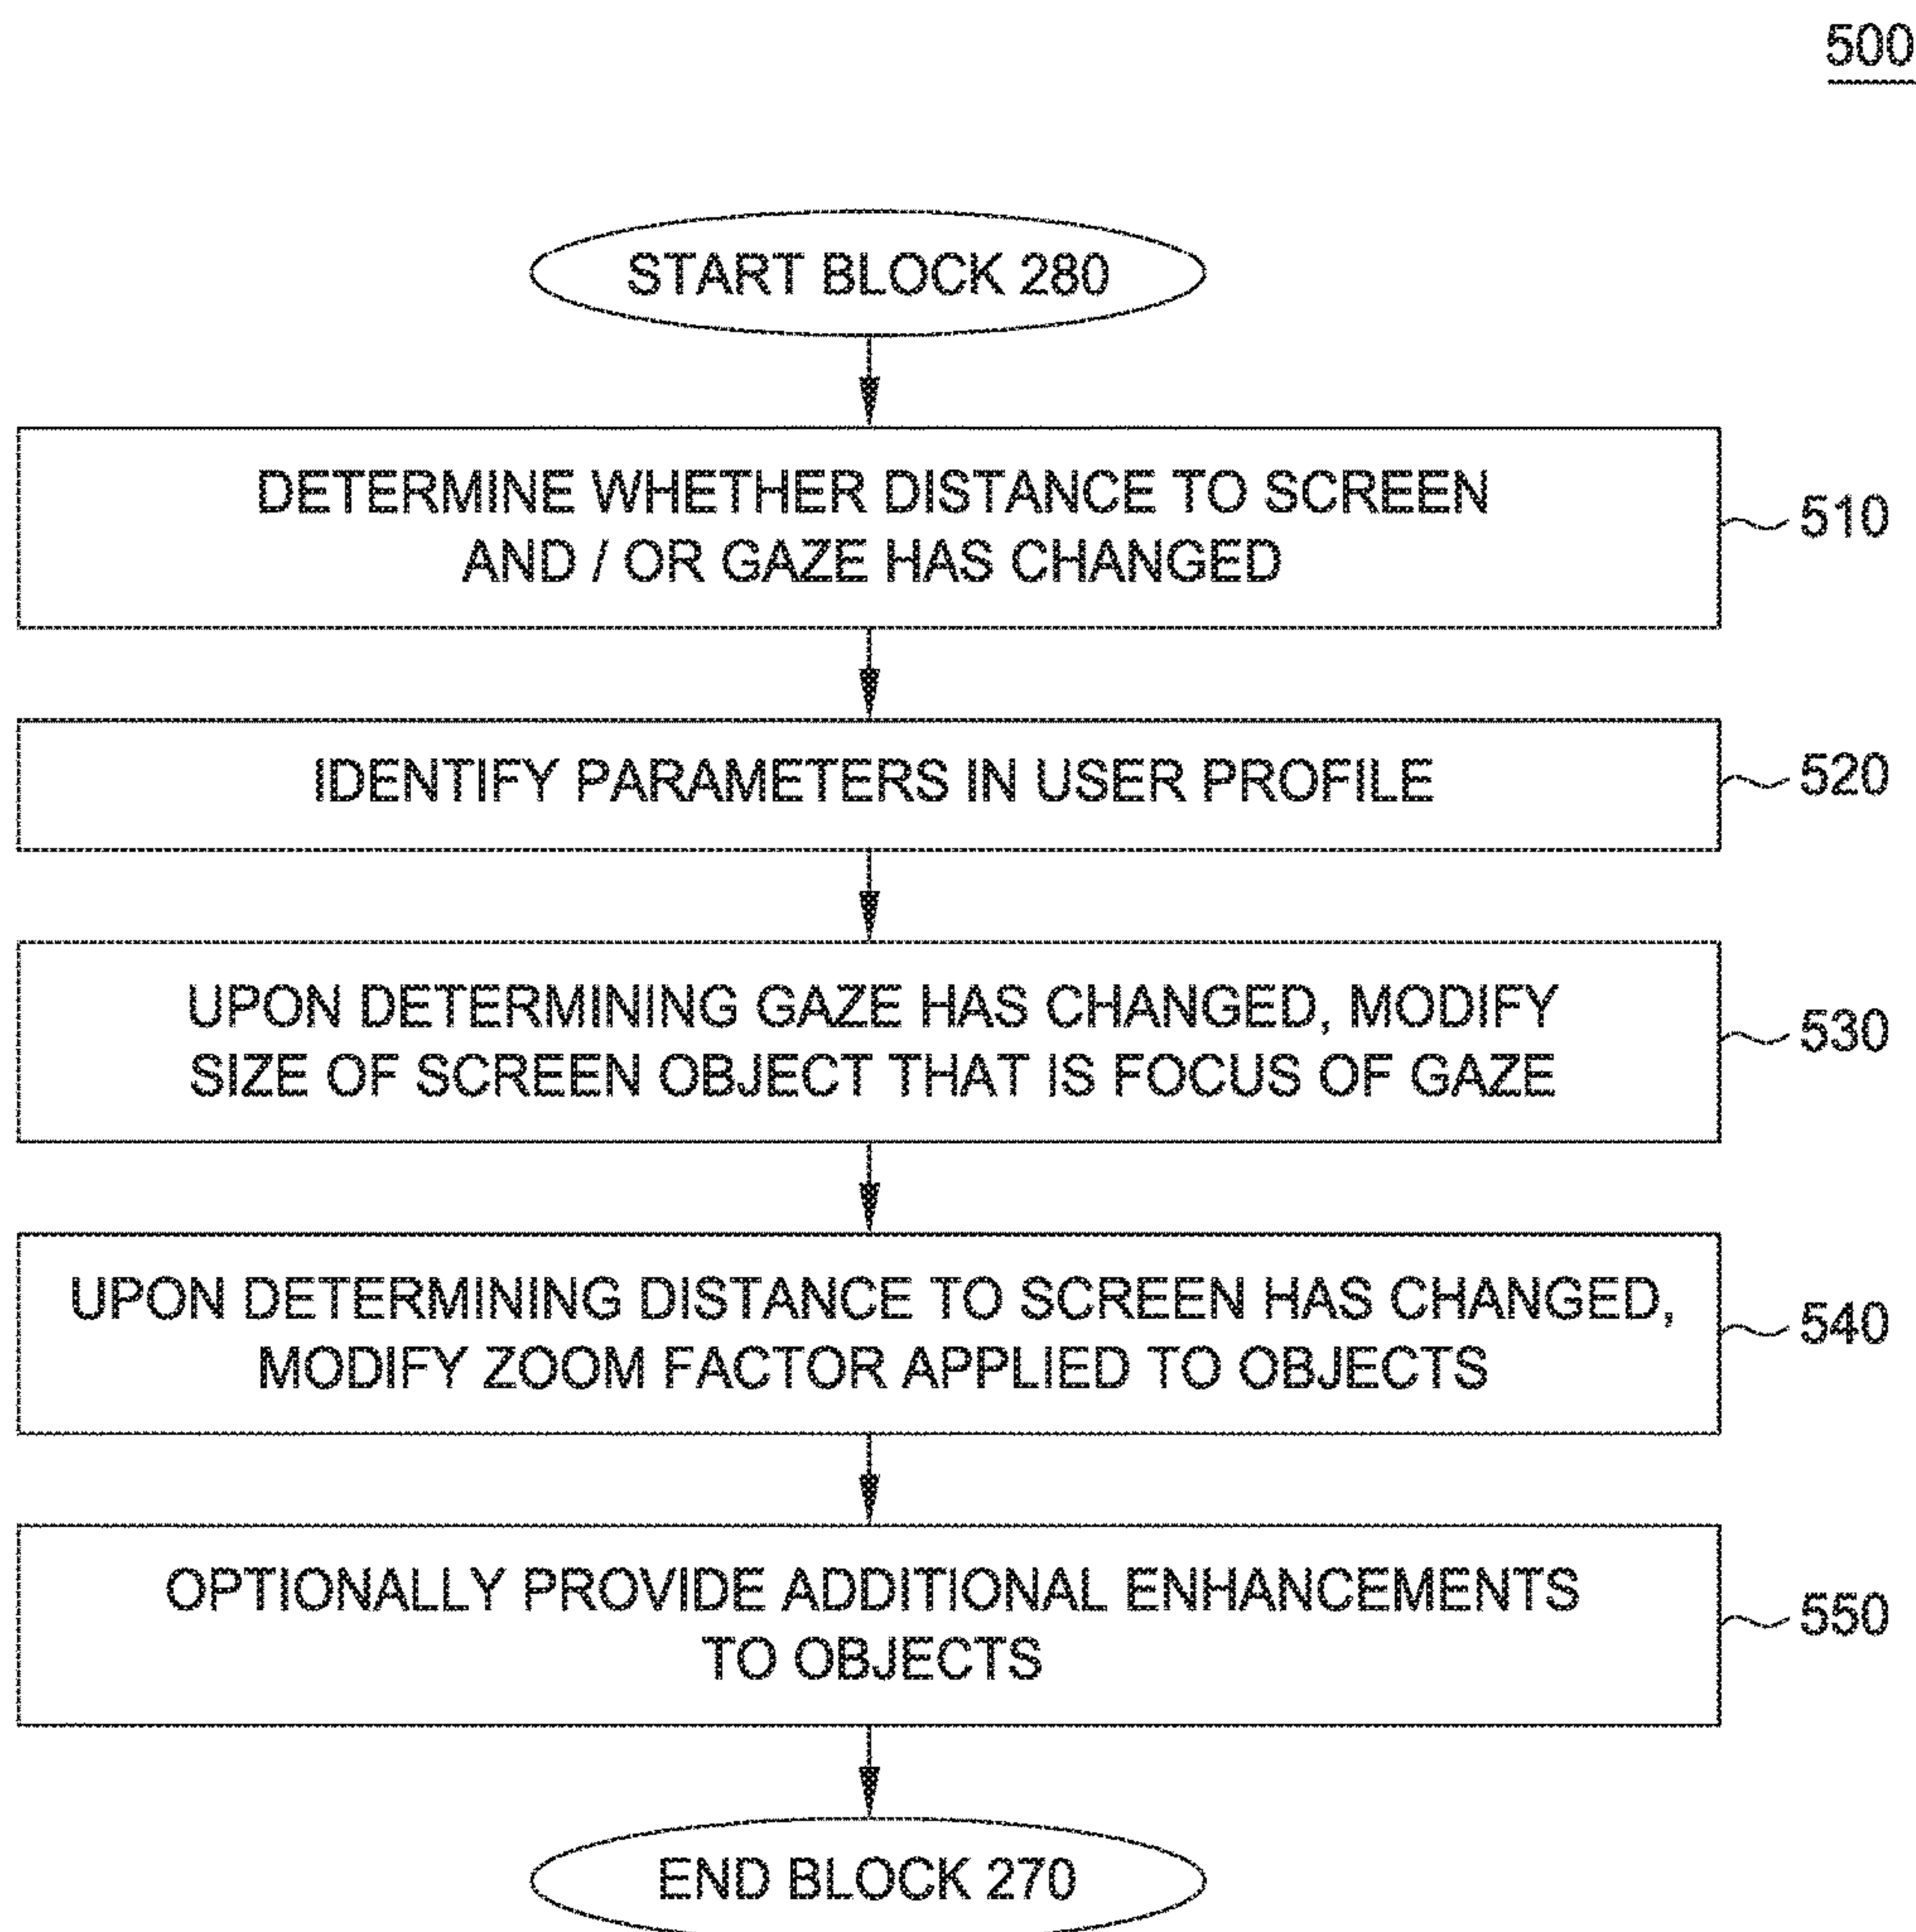 500
START BLOCK 280
DETERMINE WHETHER DISTANCE TO SCREEN
AND / OR GAZE HAS CHANGED
510
IDENTIFY PARAMETERS IN USER PROFILE
520
UPON DETERMINING GAZE HAS CHANGED, MODIFY
SIZE OF SCREEN OBJECT THAT IS FOCUS OF GAZE
530
UPON DETERMINING DISTANCE TO SCREEN HAS CHANGED,
MODIFY ZOOM FACTOR APPLIED TO OBJECTS
540
OPTIONALLY PROVIDE ADDITIONAL ENHANCEMENTS
TO OBJECTS
550
END BLOCK 270